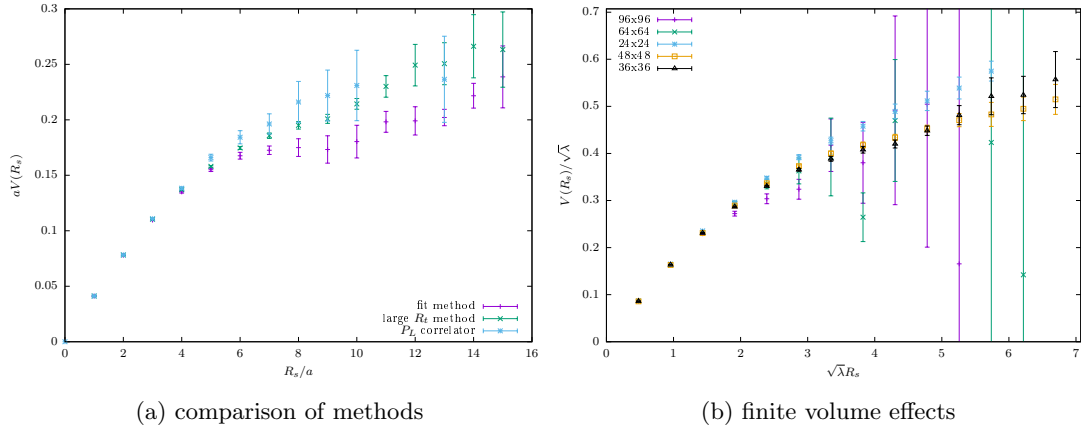 0.3
0.25
0.2
0.15
0.1
0.05
0
aV(R_s)
0 2 4 6 8 10 12 14 16
R_s/a
fit method
large R_t method
P_L correlator
(a) comparison of methods
0.7
0.6
0.5
0.4
0.3
0.2
0.1
0
V(R_s)/√λ
96x96
64x64
24x24
48x48
36x36
0 1 2 3 4 5 6 7
√λR_s
(b) finite volume effects